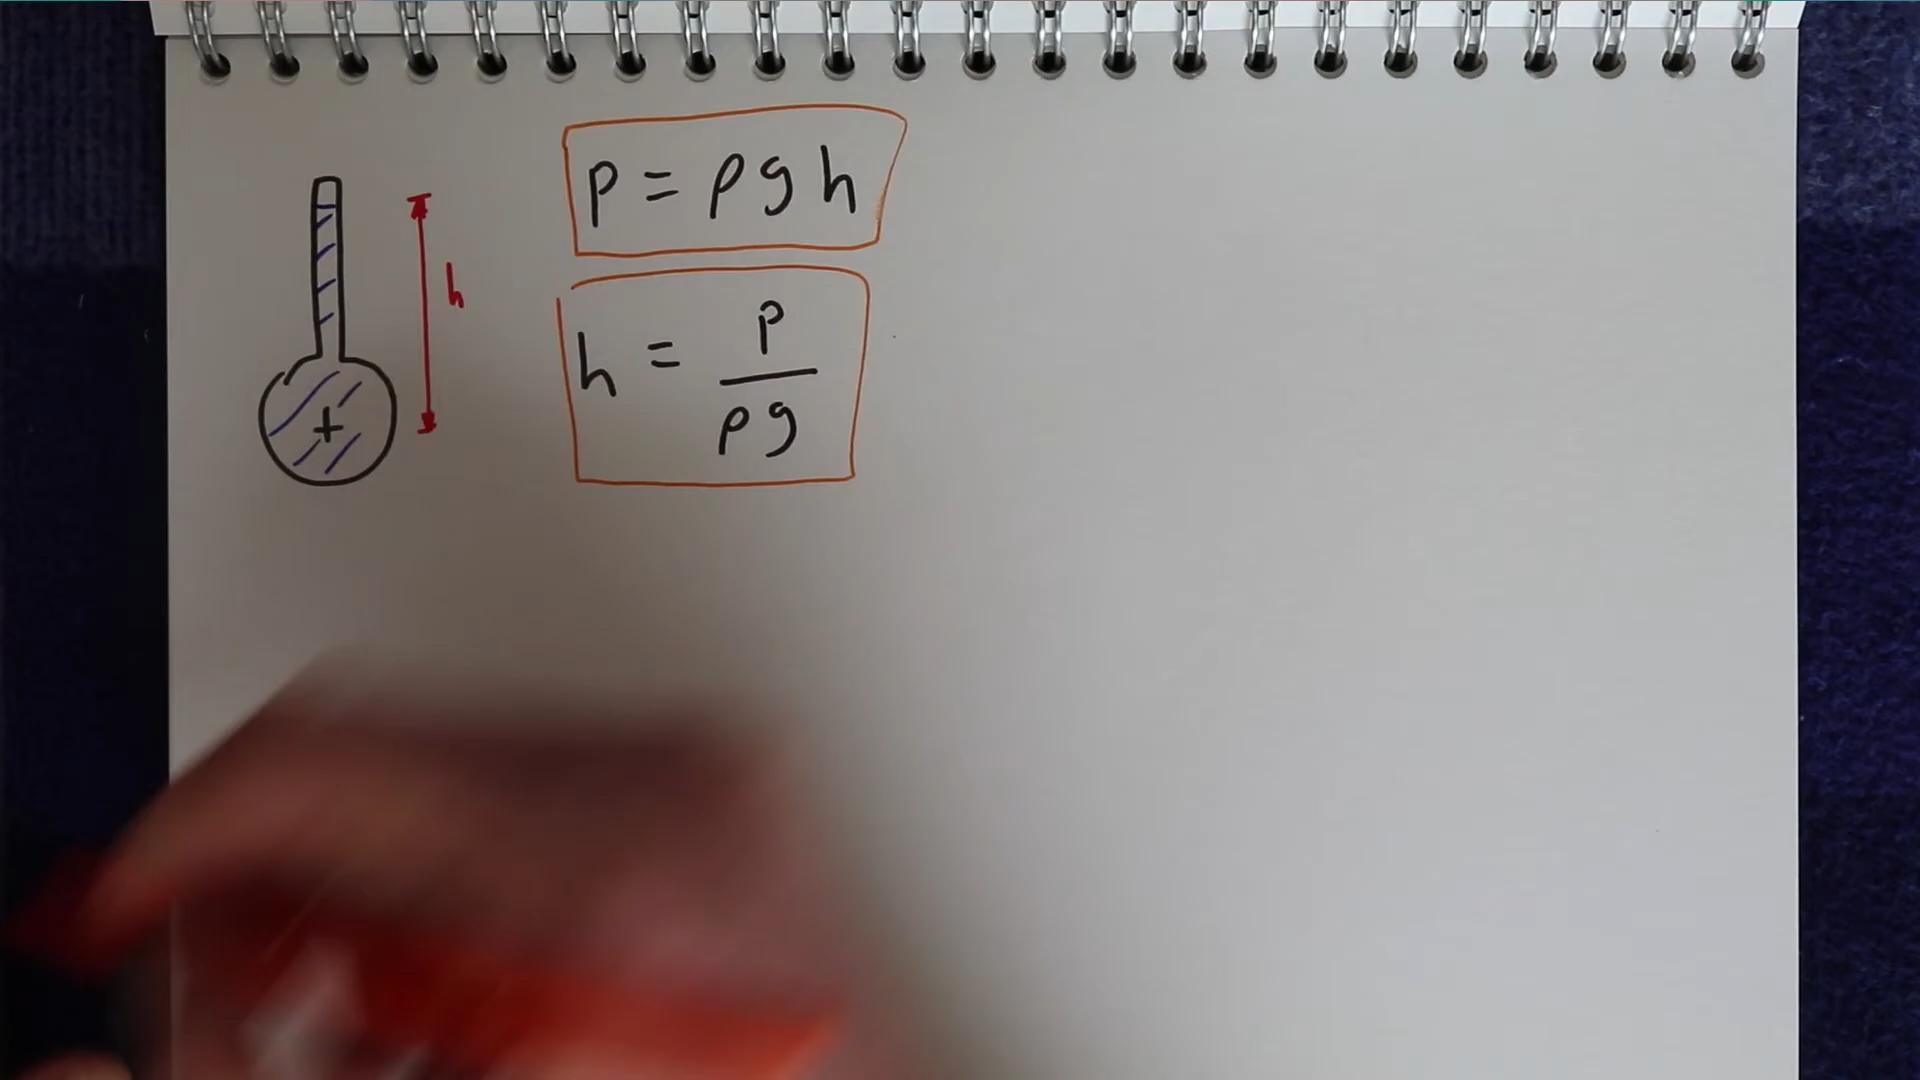 p = ρgh
h
h = p / ρg